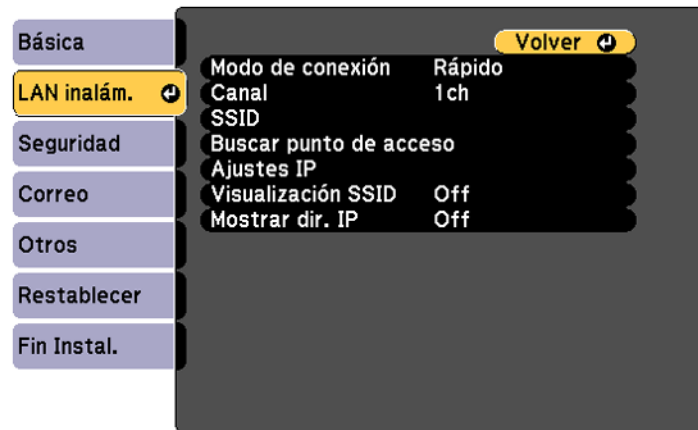 Básica
LAN inalám.
Seguridad
Correo
Otros
Restablecer
Fin Instal.
Volver
Modo de conexión Rápido
Canal 1ch
SSID
Buscar punto de acceso
Ajustes IP
Visualización SSID Off
Mostrar dir. IP Off